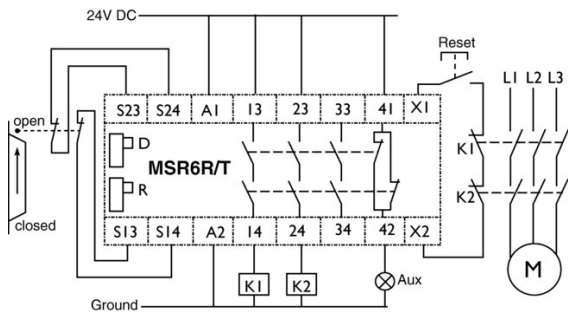 24V DC
Reset
L1 L2 L3
S23 S24 A1 13 23 33 41 X1
open
D
MSR6R/T
K1
R
K2
closed
S13 S14 A2 14 24 34 42 X2
K1 K2 Aux
M
Ground